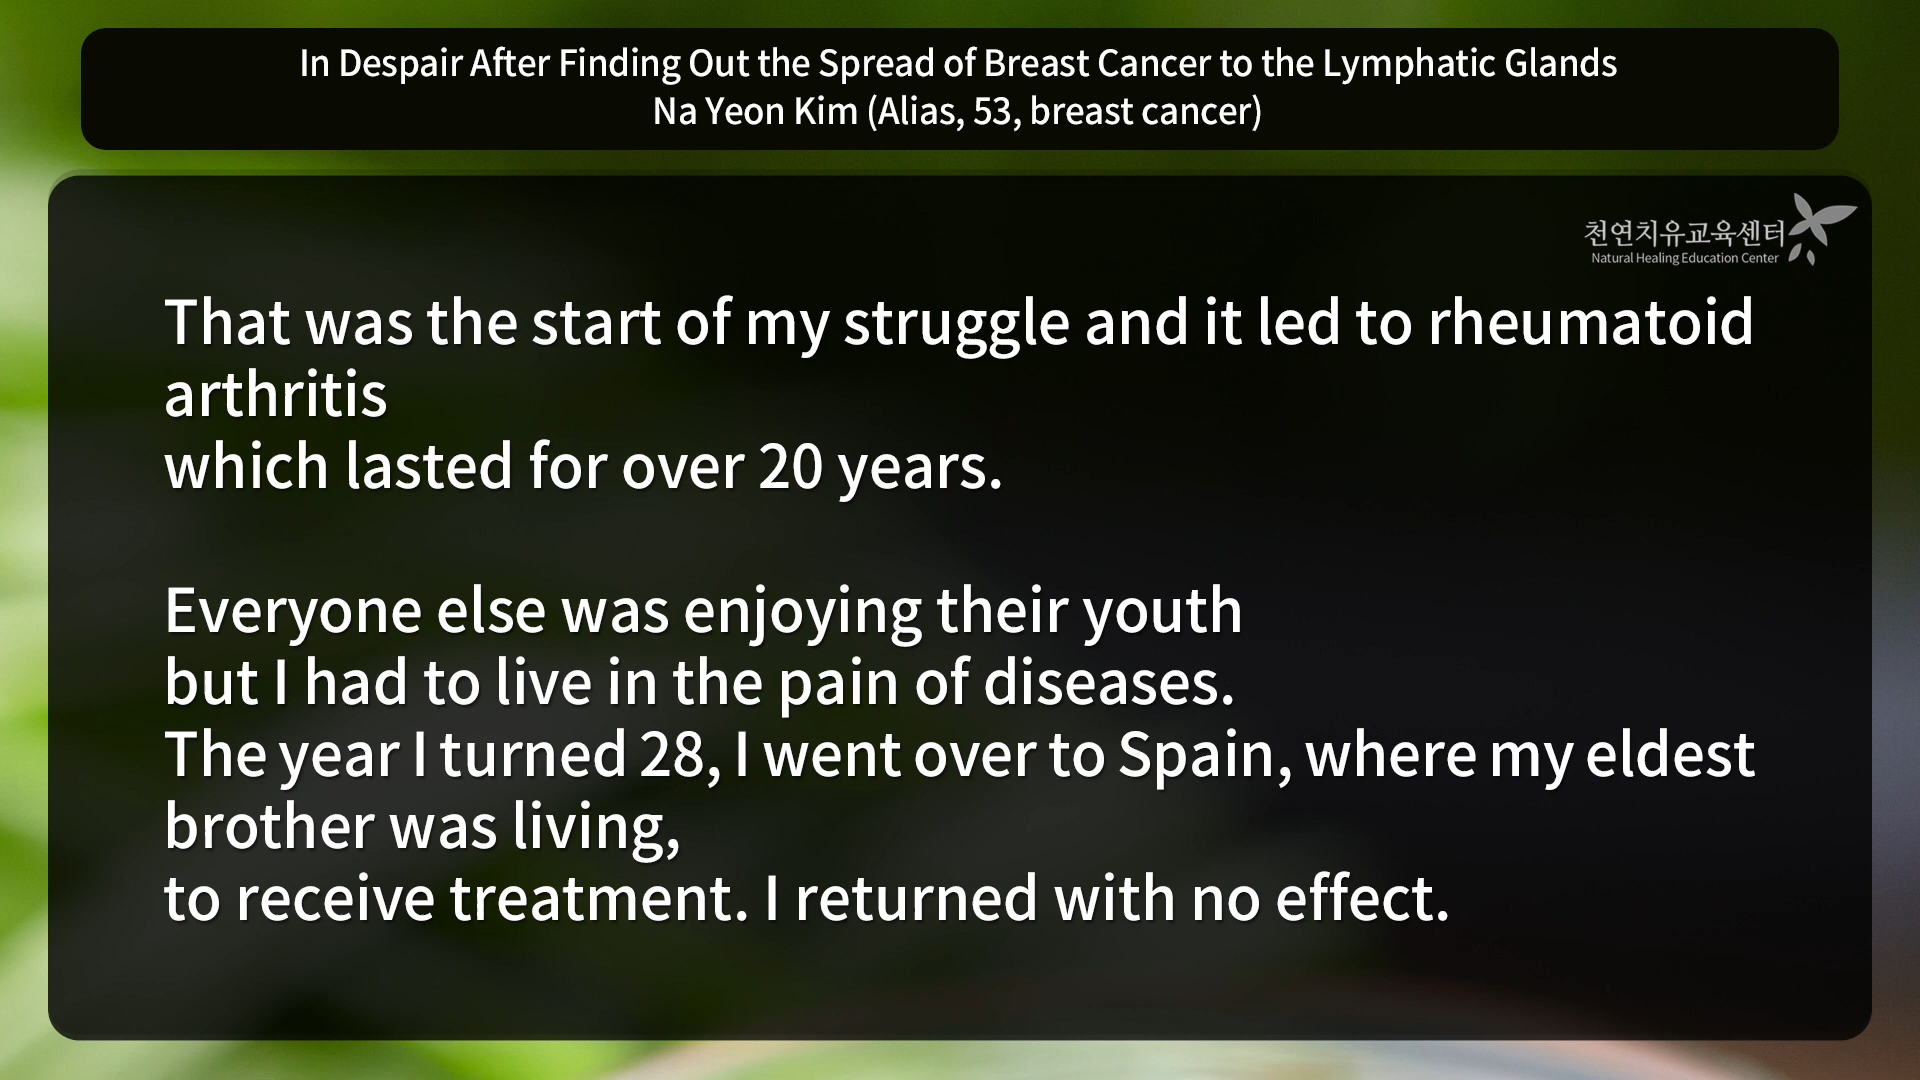 In Despair After Finding Out the Spread of Breast Cancer to the Lymphatic Glands
Na Yeon Kim (Alias, 53, breast cancer)
천연치유교육센터
Natural Healing Education Center
That was the start of my struggle and it led to rheumatoid
arthritis
which lasted for over 20 years.
Everyone else was enjoying their youth
but I had to live in the pain of diseases.
The year I turned 28, I went over to Spain, where my eldest
brother was living,
to receive treatment. I returned with no effect.